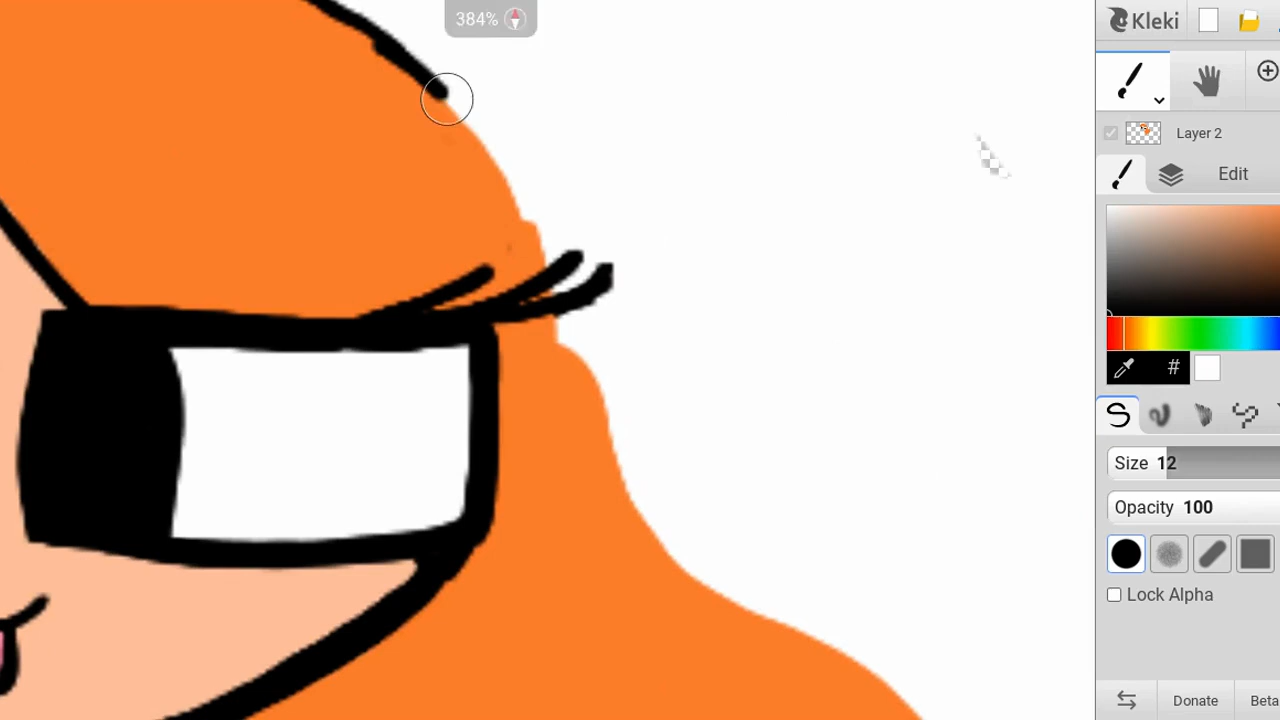 384%
Kleki
Layer 2
Edit
#
Size 12
Opacity 100
Lock Alpha
Donate
Beta